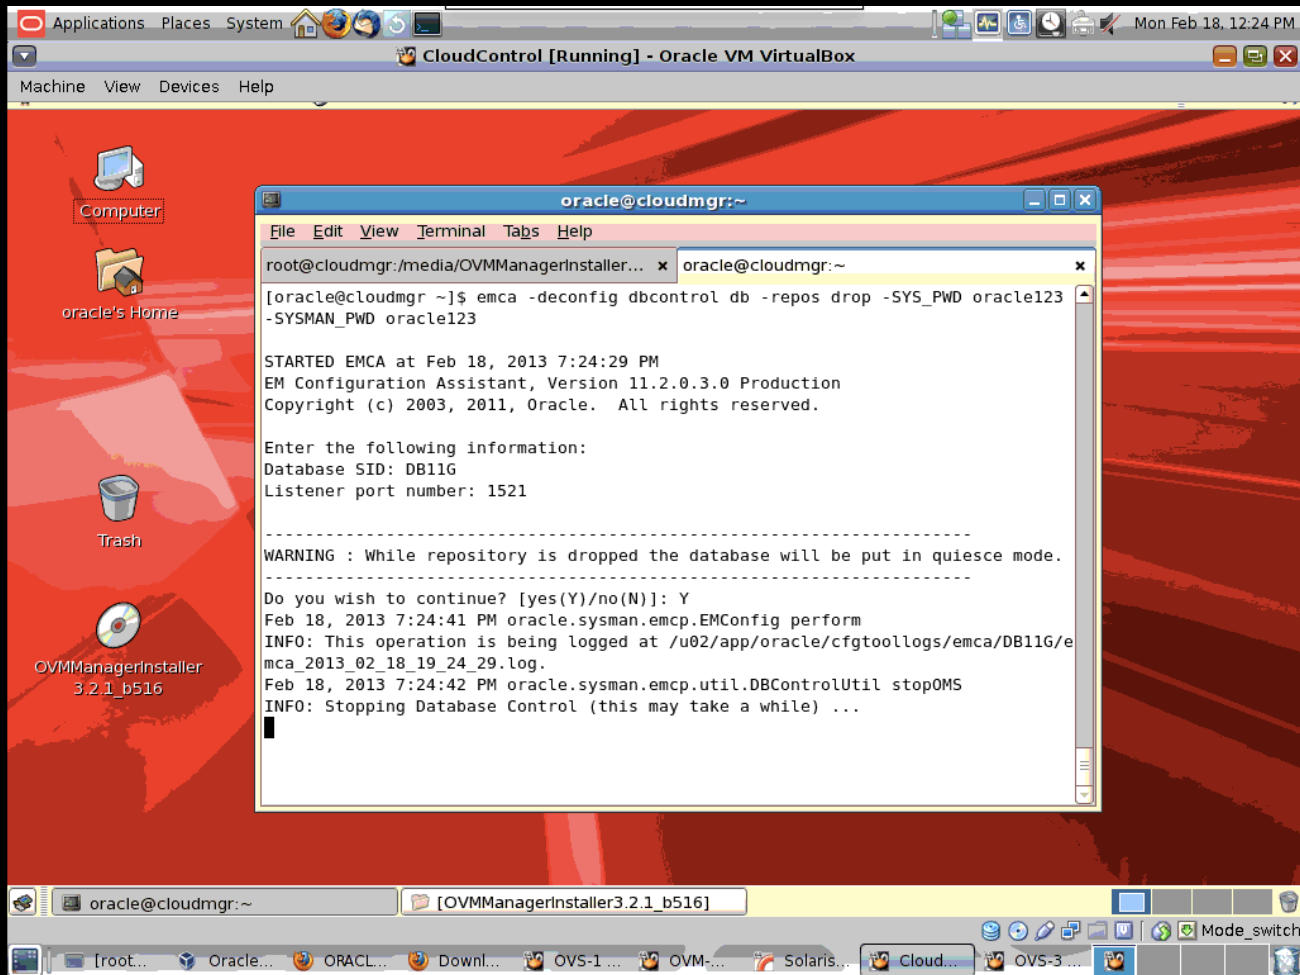 Applications Places System
Mon Feb 18, 12:24 PM
CloudControl [Running] - Oracle VM VirtualBox
Machine View Devices Help
Computer
oracle's Home
Trash
OVMManagerInstaller
3.2.1_b516
oracle@cloudmgr:~
File Edit View Terminal Tabs Help
root@cloudmgr:/media/OVMManagerInstaller...
oracle@cloudmgr:~
[oracle@cloudmgr ~]$ emca -deconfig dbcontrol db -repos drop -SYS_PWD oracle123
-SYSMAN_PWD oracle123
STARTED EMCA at Feb 18, 2013 7:24:29 PM
EM Configuration Assistant, Version 11.2.0.3.0 Production
Copyright (c) 2003, 2011, Oracle.  All rights reserved.
Enter the following information:
Database SID: DB11G
Listener port number: 1521
----------------------------------------------------------------------
WARNING : While repository is dropped the database will be put in quiesce mode.
----------------------------------------------------------------------
Do you wish to continue? [yes(Y)/no(N)]: Y
Feb 18, 2013 7:24:41 PM oracle.sysman.emcp.EMConfig perform
INFO: This operation is being logged at /u02/app/oracle/cfgtoollogs/emca/DB11G/e
mca_2013_02_18_19_24_29.log.
Feb 18, 2013 7:24:42 PM oracle.sysman.emcp.util.DBControlUtil stopOMS
INFO: Stopping Database Control (this may take a while) ...
oracle@cloudmgr:~
[OVMManagerInstaller3.2.1_b516]
Mode_switch
[root...
Oracle...
ORACL...
Downl...
OVS-1 ...
OVM-...
Solaris...
Cloud...
OVS-3 ...